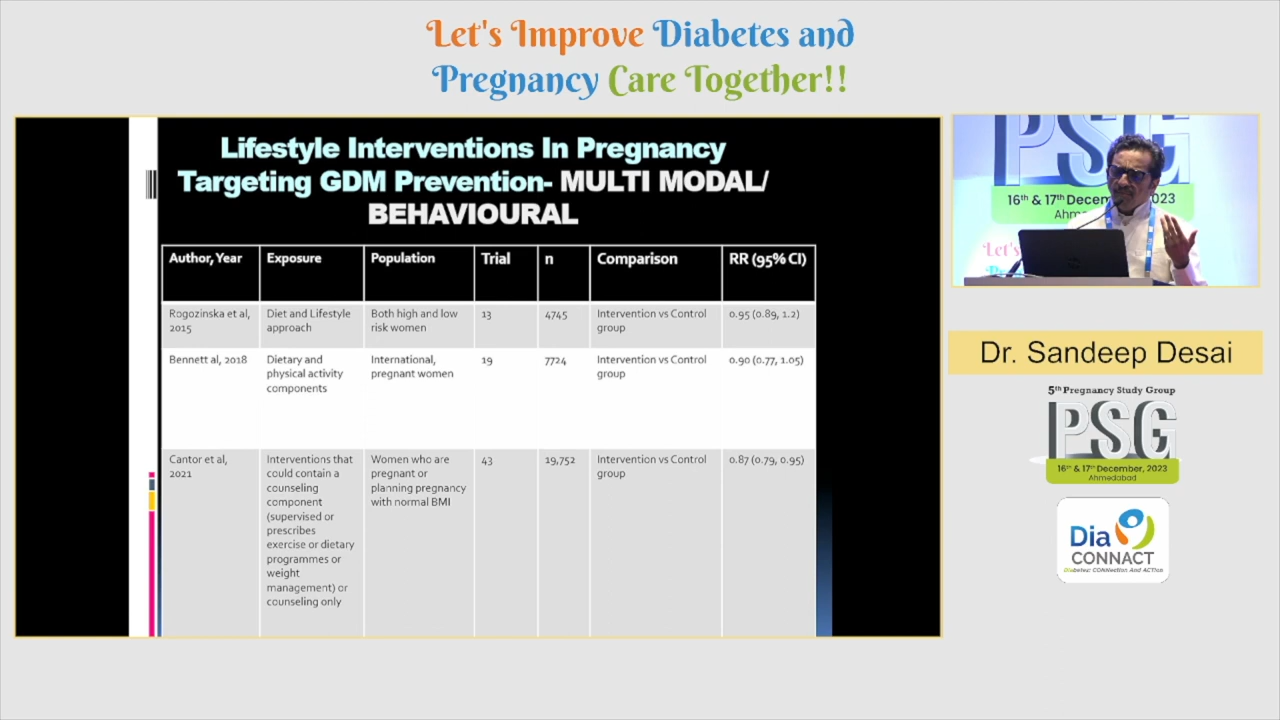 Let's Improve Diabetes and
Pregnancy Care Together!!
Lifestyle Interventions In Pregnancy
Targeting GDM Prevention- MULTI MODAL/
BEHAVIOURAL
Author, Year Exposure Population Trial n Comparison RR (95% CI)
Rogozinska et al,
2015
Diet and Lifestyle
approach
Both high and low
risk women
13
4745
Intervention vs Control
group
0.95 (0.89, 1.2)
Bennett al, 2018
Dietary and
physical activity
components
International,
pregnant women
19
7724
Intervention vs Control
group
0.90 (0.77, 1.05)
Cantor et al,
2021
Interventions that
could contain a
counseling
component
(supervised or
prescribes
exercise or dietary
programmes or
weight
management) or
counseling only
Women who are
pregnant or
planning pregnancy
with normal BMI
43
19,752
Intervention vs Control
group
0.87 (0.79, 0.95)
PSG
16th & 17th December, 2023
Ahm
Let's
Dr. Sandeep Desai
5th Pregnancy Study Group
PSG
16th & 17th December, 2023
Ahmedabad
Dia
CONNACT
Diabetes: CONNection And ACTion